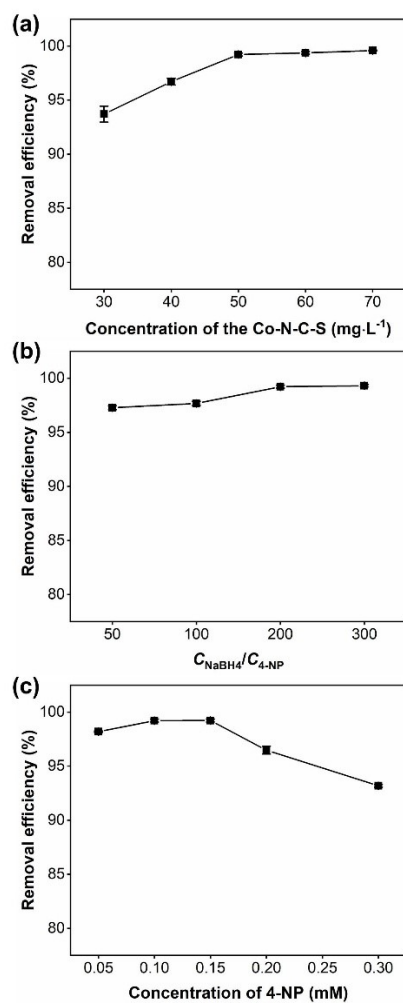 (a)
100
95
90
85
80
Removal efficiency (%)
30 40 50 60 70
Concentration of the Co-N-C-S (mg·L⁻¹)
(b)
100
95
90
85
80
Removal efficiency (%)
50 100 200 300
C_NaBH4/C_4-NP
(c)
100
95
90
85
80
Removal efficiency (%)
0.05 0.10 0.15 0.20 0.25 0.30
Concentration of 4-NP (mM)